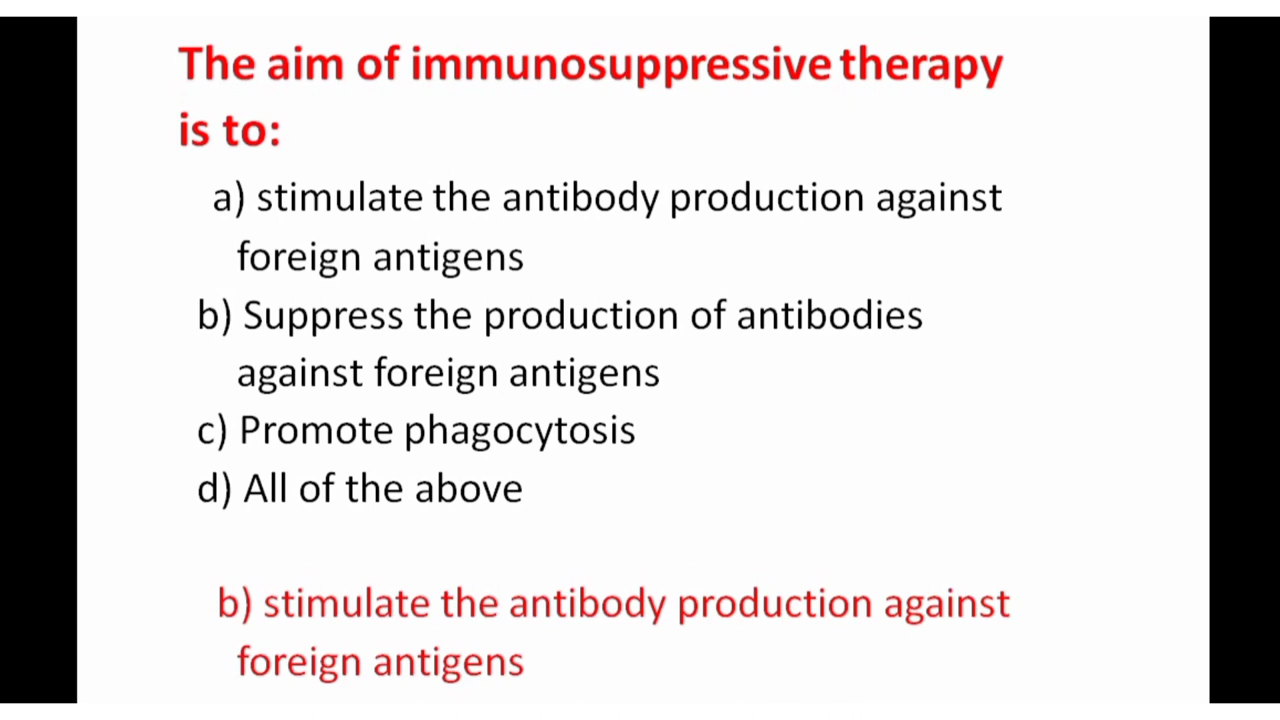 The aim of immunosuppressive therapy
is to:
a) stimulate the antibody production against
foreign antigens
b) Suppress the production of antibodies
against foreign antigens
c) Promote phagocytosis
d) All of the above
b) stimulate the antibody production against
foreign antigens